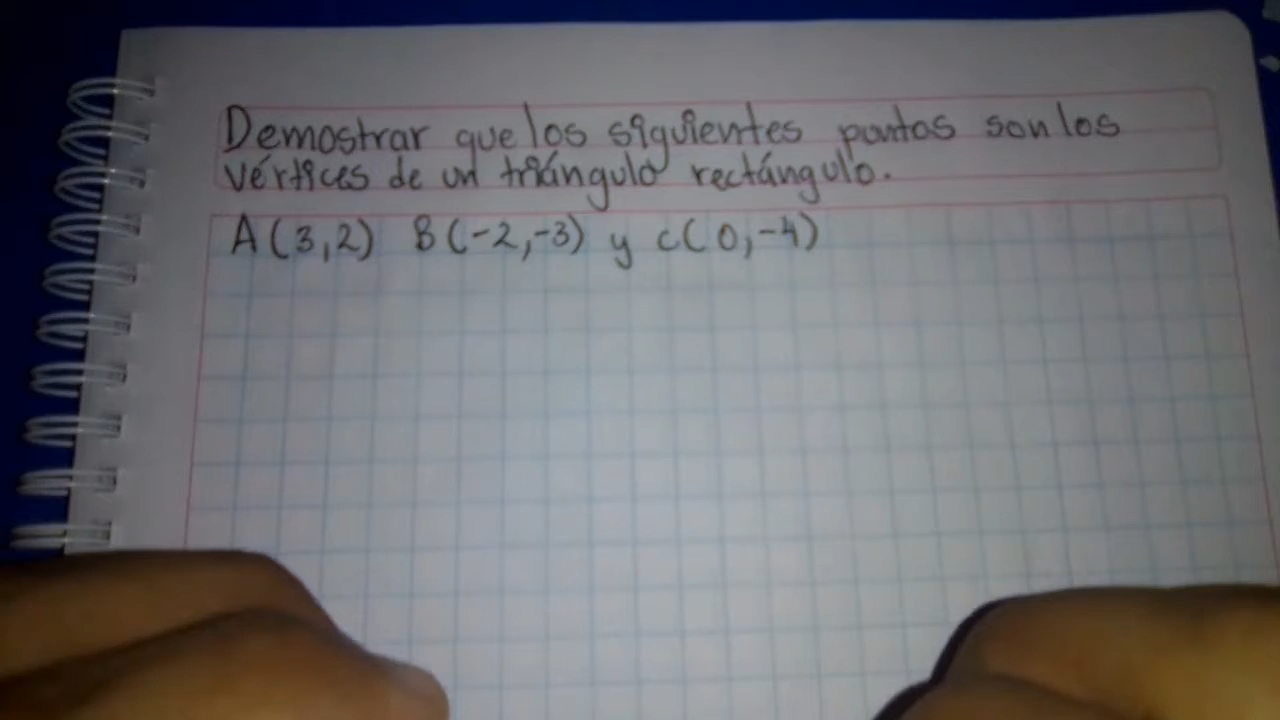 Demostrar que los siguientes puntos son los
vértices de un triángulo rectángulo.
A(3,2) B(-2,-3) y C(0,-4)